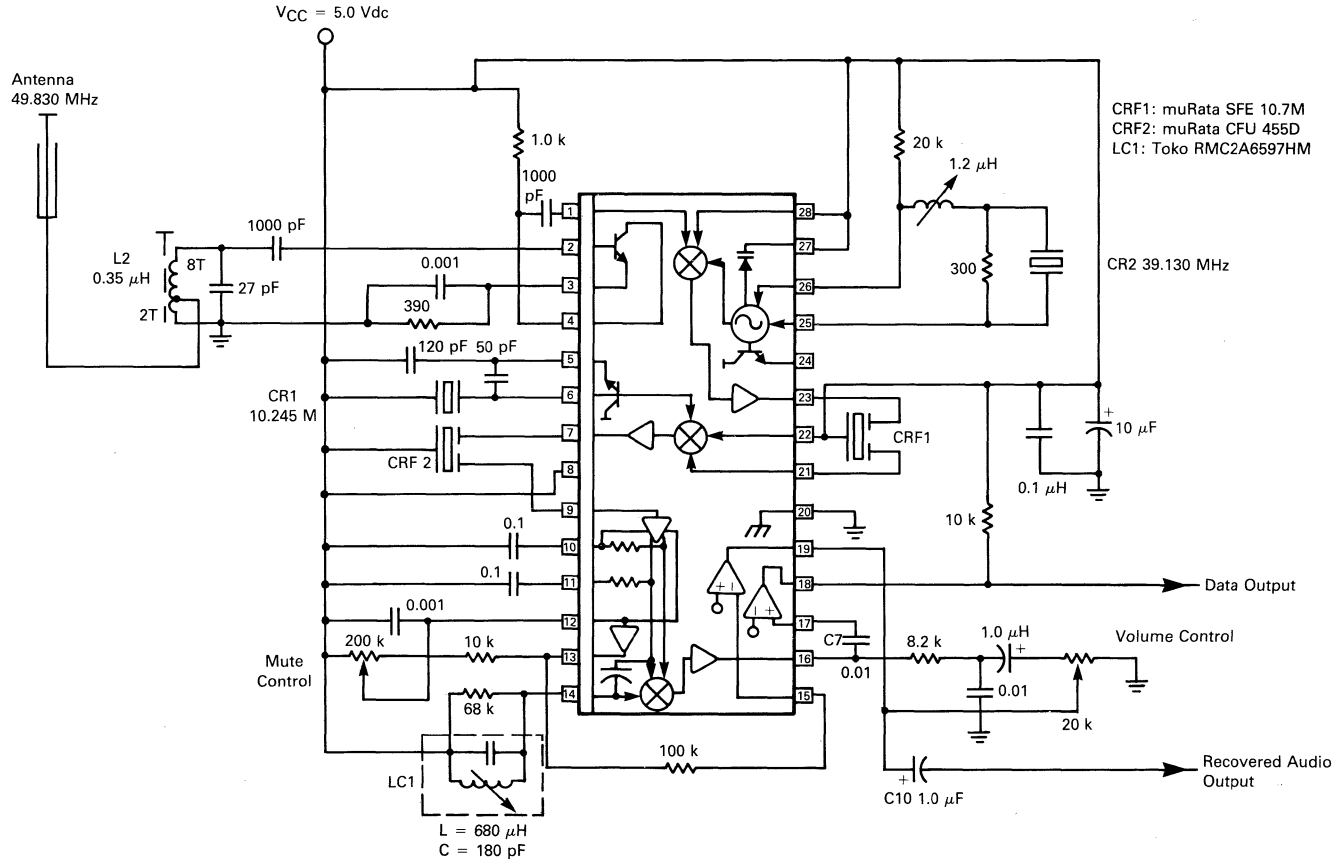 VCC = 5.0 Vdc
Antenna
49.830 MHz
CRF1: muRata SFE 10.7M
CRF2: muRata CFU 455D
LC1: Toko RMC2A6597HM
1.0 k
20 k
1.2 μH
1000
pF
1000 pF
L2
0.35 μH
8T
27 pF
2T
0.001
390
300
CR2 39.130 MHz
120 pF
50 pF
CR1
10.245 M
CRF 2
CRF1
+
10 μF
0.1 μH
10 k
0.1
0.1
0.001
200 k
10 k
Mute
Control
68 k
LC1
L = 680 μH
C = 180 pF
100 k
1
2
3
4
5
6
7
8
9
10
11
12
13
14
28
27
26
25
24
23
22
21
20
19
18
17
16
15
+ −
− +
Data Output
C7
0.01
8.2 k
1.0 μH
+
Volume Control
0.01
20 k
+
C10 1.0 μF
Recovered Audio
Output